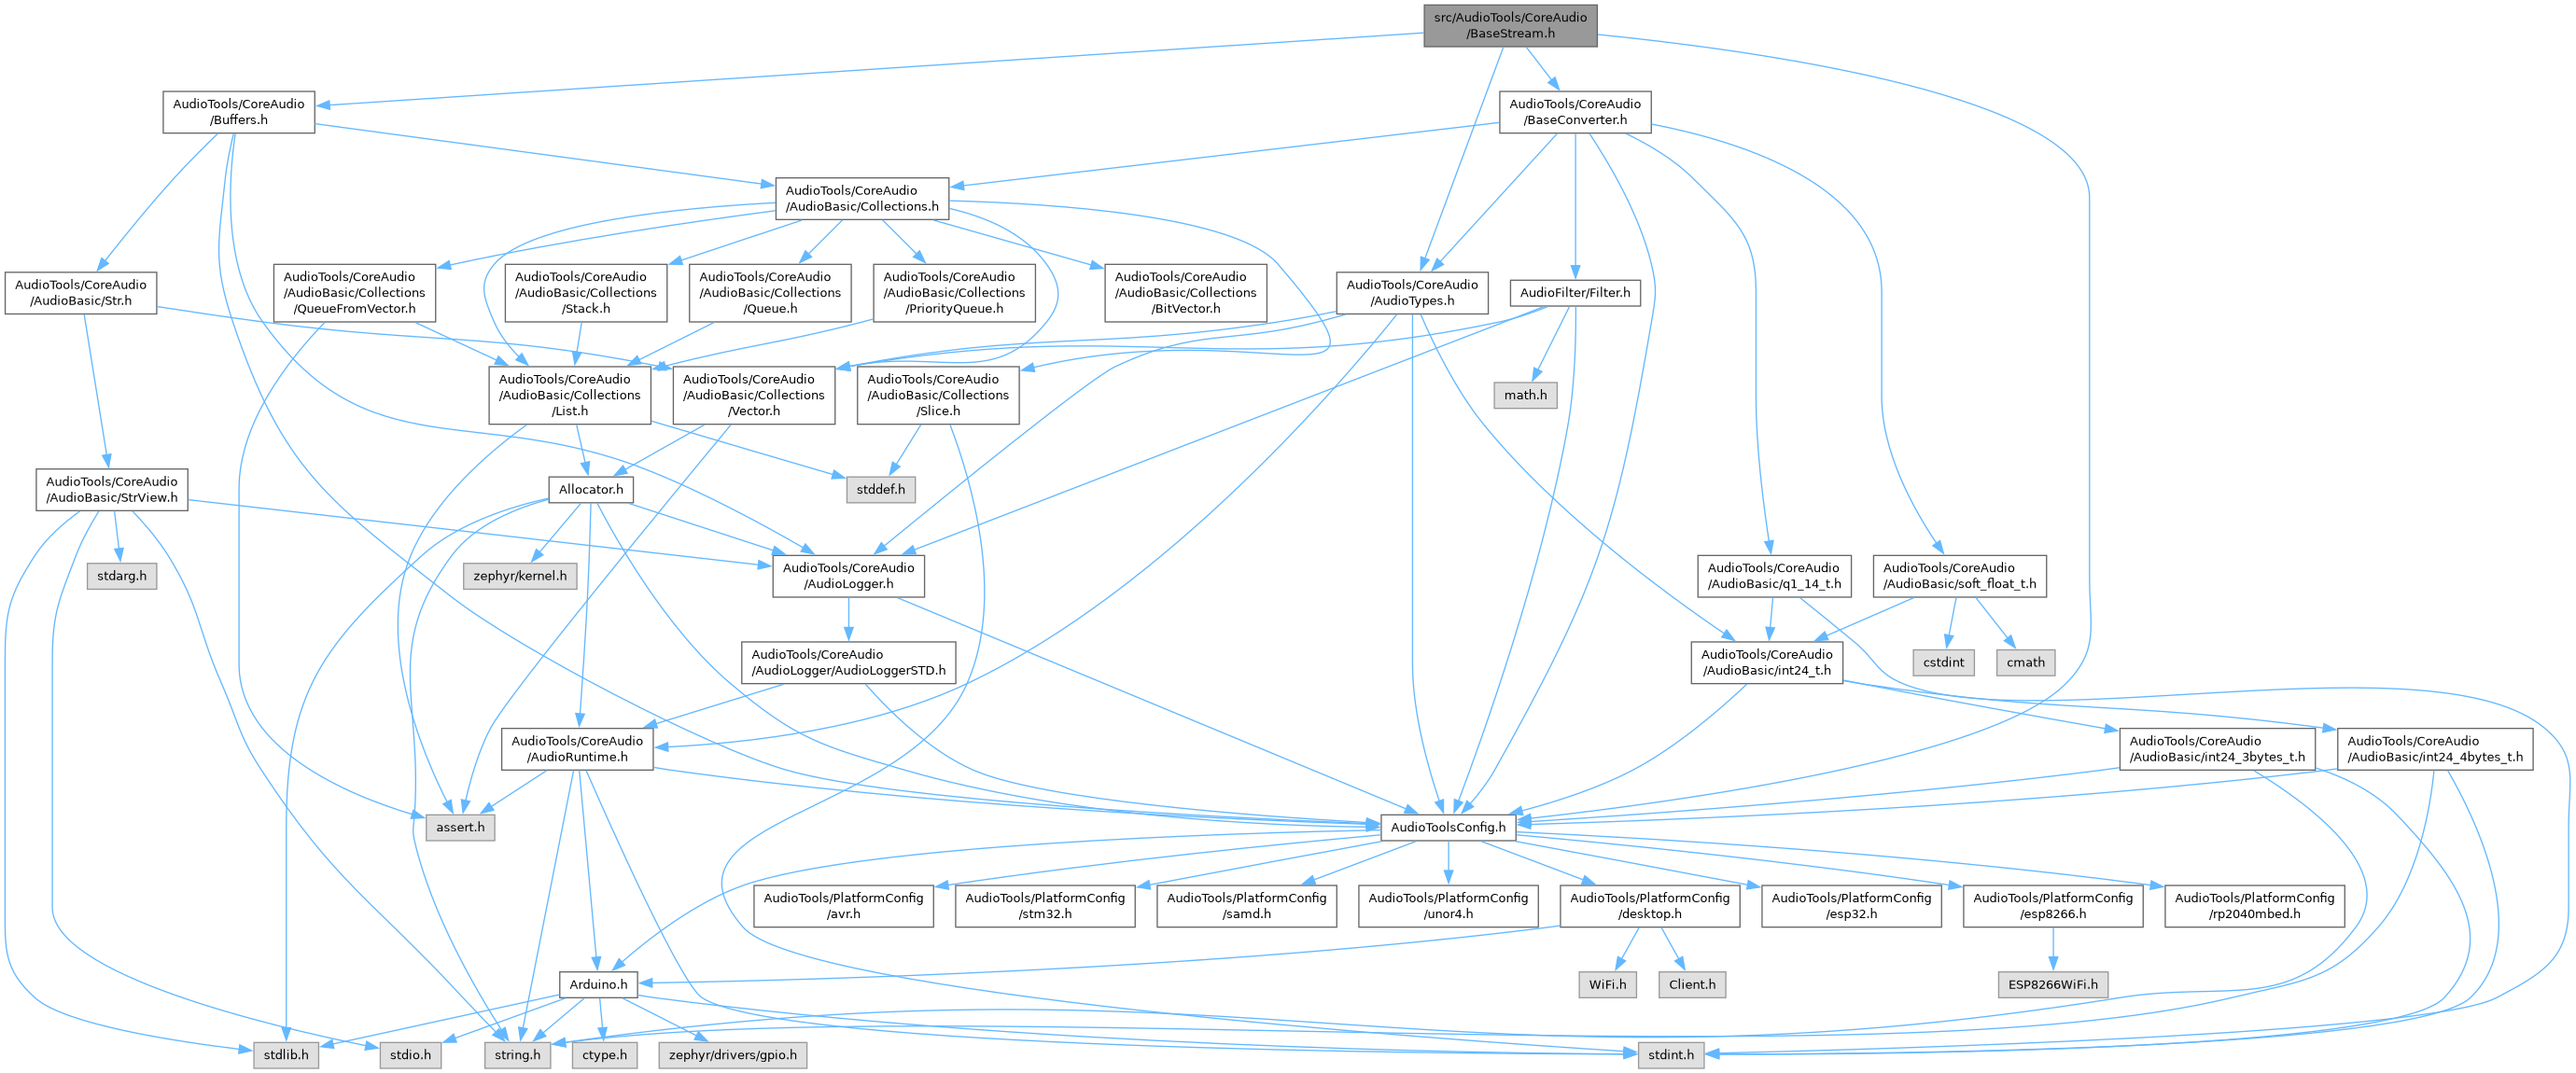 src/AudioTools/CoreAudio
/BaseStream.h
AudioTools/CoreAudio
/Buffers.h
AudioTools/CoreAudio
/BaseConverter.h
AudioTools/CoreAudio
/AudioBasic/Collections.h
AudioTools/CoreAudio
/AudioBasic/Str.h
AudioTools/CoreAudio
/AudioBasic/Collections
/QueueFromVector.h
AudioTools/CoreAudio
/AudioBasic/Collections
/Stack.h
AudioTools/CoreAudio
/AudioBasic/Collections
/Queue.h
AudioTools/CoreAudio
/AudioBasic/Collections
/PriorityQueue.h
AudioTools/CoreAudio
/AudioBasic/Collections
/BitVector.h
AudioTools/CoreAudio
/AudioTypes.h
AudioFilter/Filter.h
AudioTools/CoreAudio
/AudioBasic/Collections
/List.h
AudioTools/CoreAudio
/AudioBasic/Collections
/Vector.h
AudioTools/CoreAudio
/AudioBasic/Collections
/Slice.h
math.h
AudioTools/CoreAudio
/AudioBasic/StrView.h
Allocator.h
stddef.h
stdarg.h
zephyr/kernel.h
AudioTools/CoreAudio
/AudioLogger.h
AudioTools/CoreAudio
/AudioBasic/q1_14_t.h
AudioTools/CoreAudio
/AudioBasic/soft_float_t.h
AudioTools/CoreAudio
/AudioLogger/AudioLoggerSTD.h
AudioTools/CoreAudio
/AudioBasic/int24_t.h
cstdint
cmath
AudioTools/CoreAudio
/AudioRuntime.h
AudioTools/CoreAudio
/AudioBasic/int24_3bytes_t.h
AudioTools/CoreAudio
/AudioBasic/int24_4bytes_t.h
assert.h
AudioToolsConfig.h
AudioTools/PlatformConfig
/avr.h
AudioTools/PlatformConfig
/stm32.h
AudioTools/PlatformConfig
/samd.h
AudioTools/PlatformConfig
/unor4.h
AudioTools/PlatformConfig
/desktop.h
AudioTools/PlatformConfig
/esp32.h
AudioTools/PlatformConfig
/esp8266.h
AudioTools/PlatformConfig
/rp2040mbed.h
Arduino.h
WiFi.h
Client.h
ESP8266WiFi.h
stdlib.h
stdio.h
string.h
ctype.h
zephyr/drivers/gpio.h
stdint.h